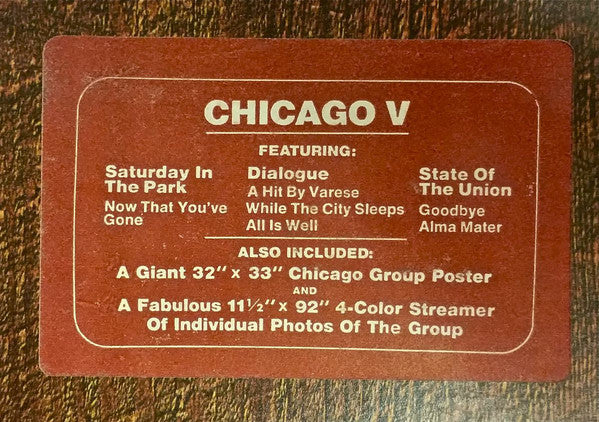 CHICAGO V
FEATURING:
Saturday In
The Park
Now That You've
Gone
Dialogue
A Hit By Varese
While The City Sleeps
All Is Well
State Of
The Union
Goodbye
Alma Mater
ALSO INCLUDED:
A Giant 32" x 33" Chicago Group Poster
AND
A Fabulous 11½" x 92" 4-Color Streamer
Of Individual Photos Of The Group